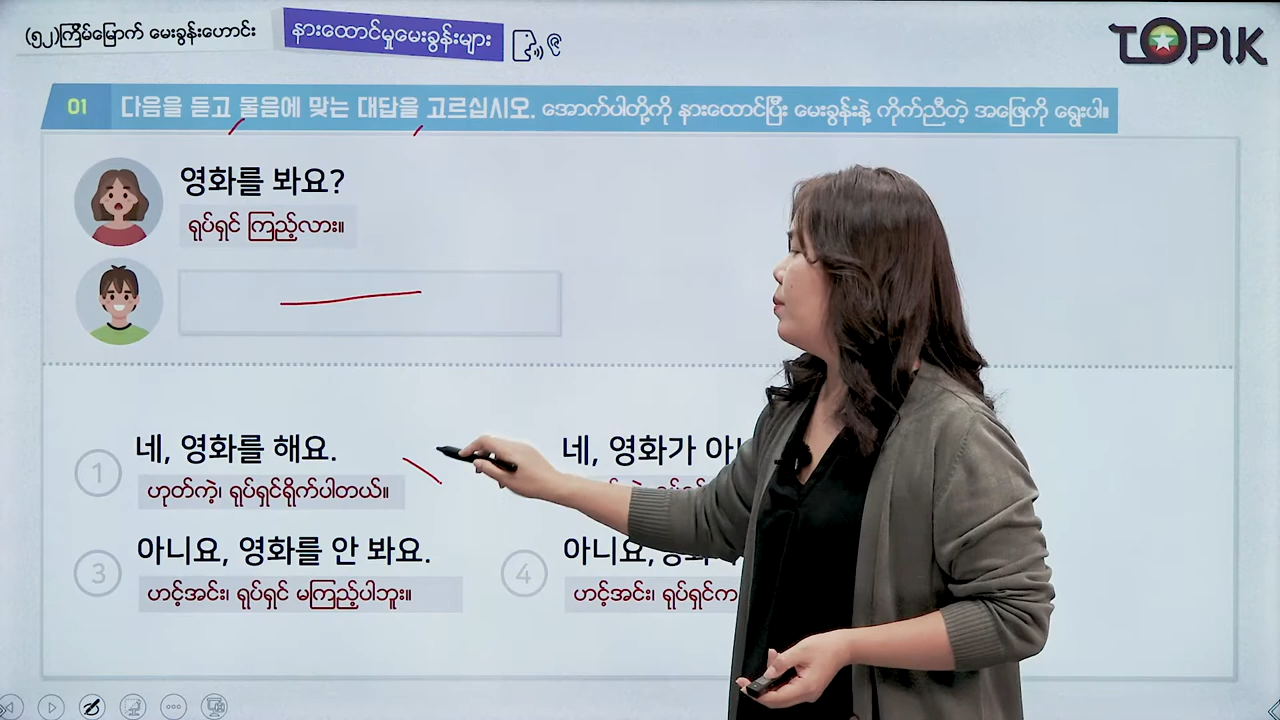 (၅၂)ကြိမ်မြောက် မေးခွန်းဟောင်း
နားထောင်မှုမေးခွန်းများ
TOPIK
01 다음을 듣고 물음에 맞는 대답을 고르십시오. အောက်ပါတို့ကို နားထောင်ပြီး မေးခွန်းနဲ့ ကိုက်ညီတဲ့ အဖြေကို ရွေးပါ။
영화를 봐요?
ရုပ်ရှင် ကြည့်လား။
1 네, 영화를 해요.
ဟုတ်ကဲ့၊ ရုပ်ရှင်ရိုက်ပါတယ်။
네, 영화가
3 아니요, 영화를 안 봐요.
ဟင့်အင်း၊ ရုပ်ရှင် မကြည့်ပါဘူး။
4 아니요,
ဟင့်အင်း၊